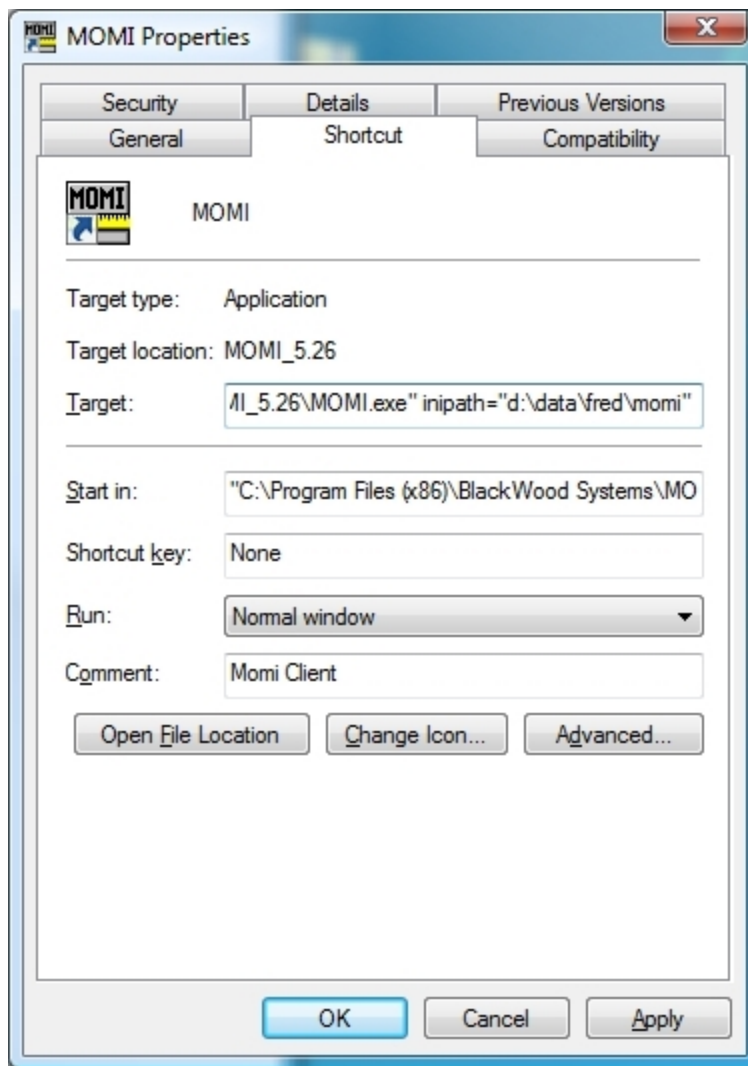 MOMI
MOMI Properties
X
Security Details Previous Versions
General Shortcut Compatibility
MOMI
MOMI
Target type: Application
Target location: MOMI_5.26
Target: MI_5.26\MOMI.exe" inipath="d:\data\fred\momi"
Start in: "C:\Program Files (x86)\BlackWood Systems\MO
Shortcut key: None
Run: Normal window
Comment: Momi Client
Open File Location Change Icon... Advanced...
OK Cancel Apply